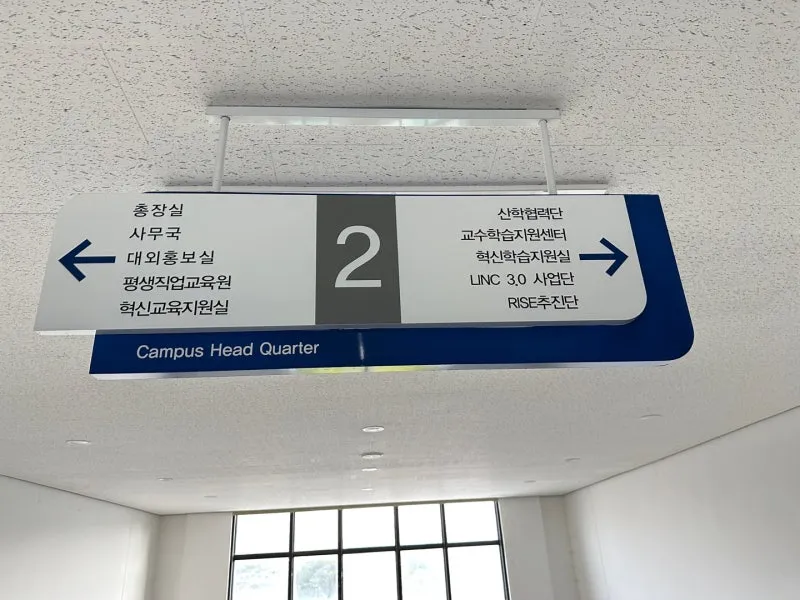 총장실
사무국
대외홍보실
평생직업교육원
혁신교육지원실
2
산학협력단
교수학습지원센터
혁신학습지원실
LINC 3.0 사업단
RISE추진단
Campus Head Quarter